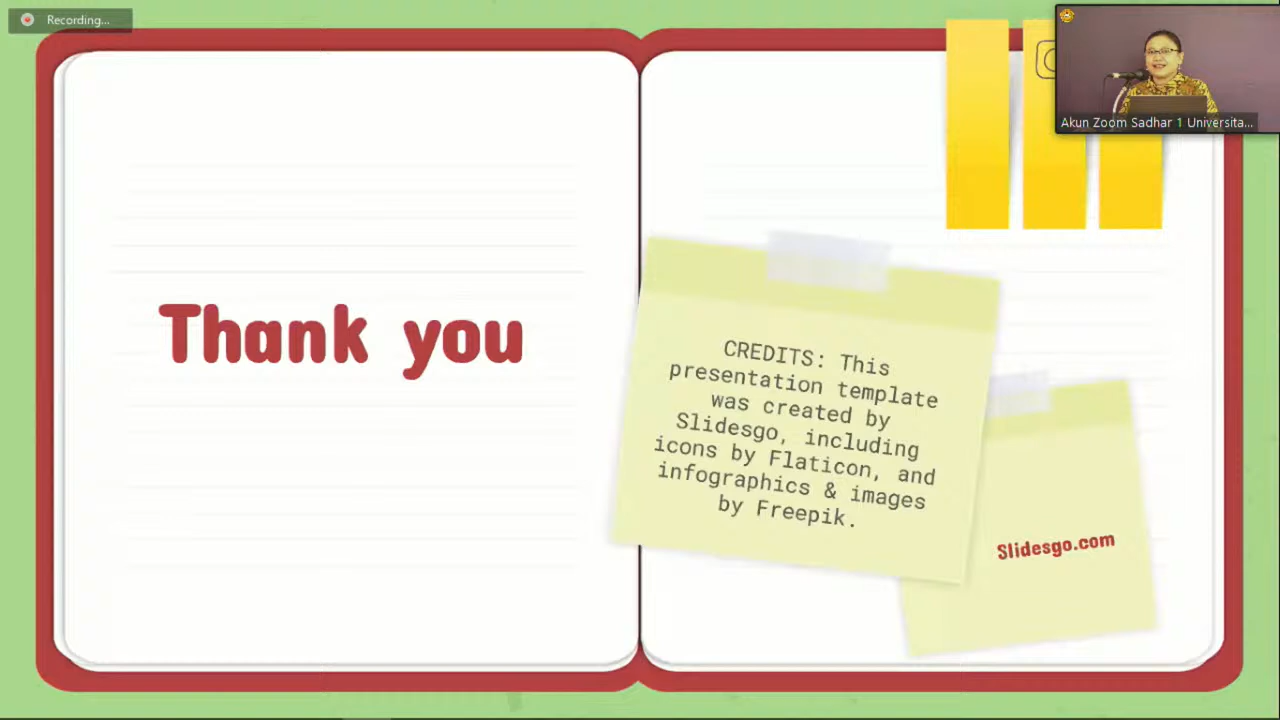 Recording...
Akun Zoom Sadhar 1 Universita...
Thank you
CREDITS: This
presentation template
was created by
Slidesgo, including
icons by Flaticon, and
infographics & images
by Freepik.
Slidesgo.com